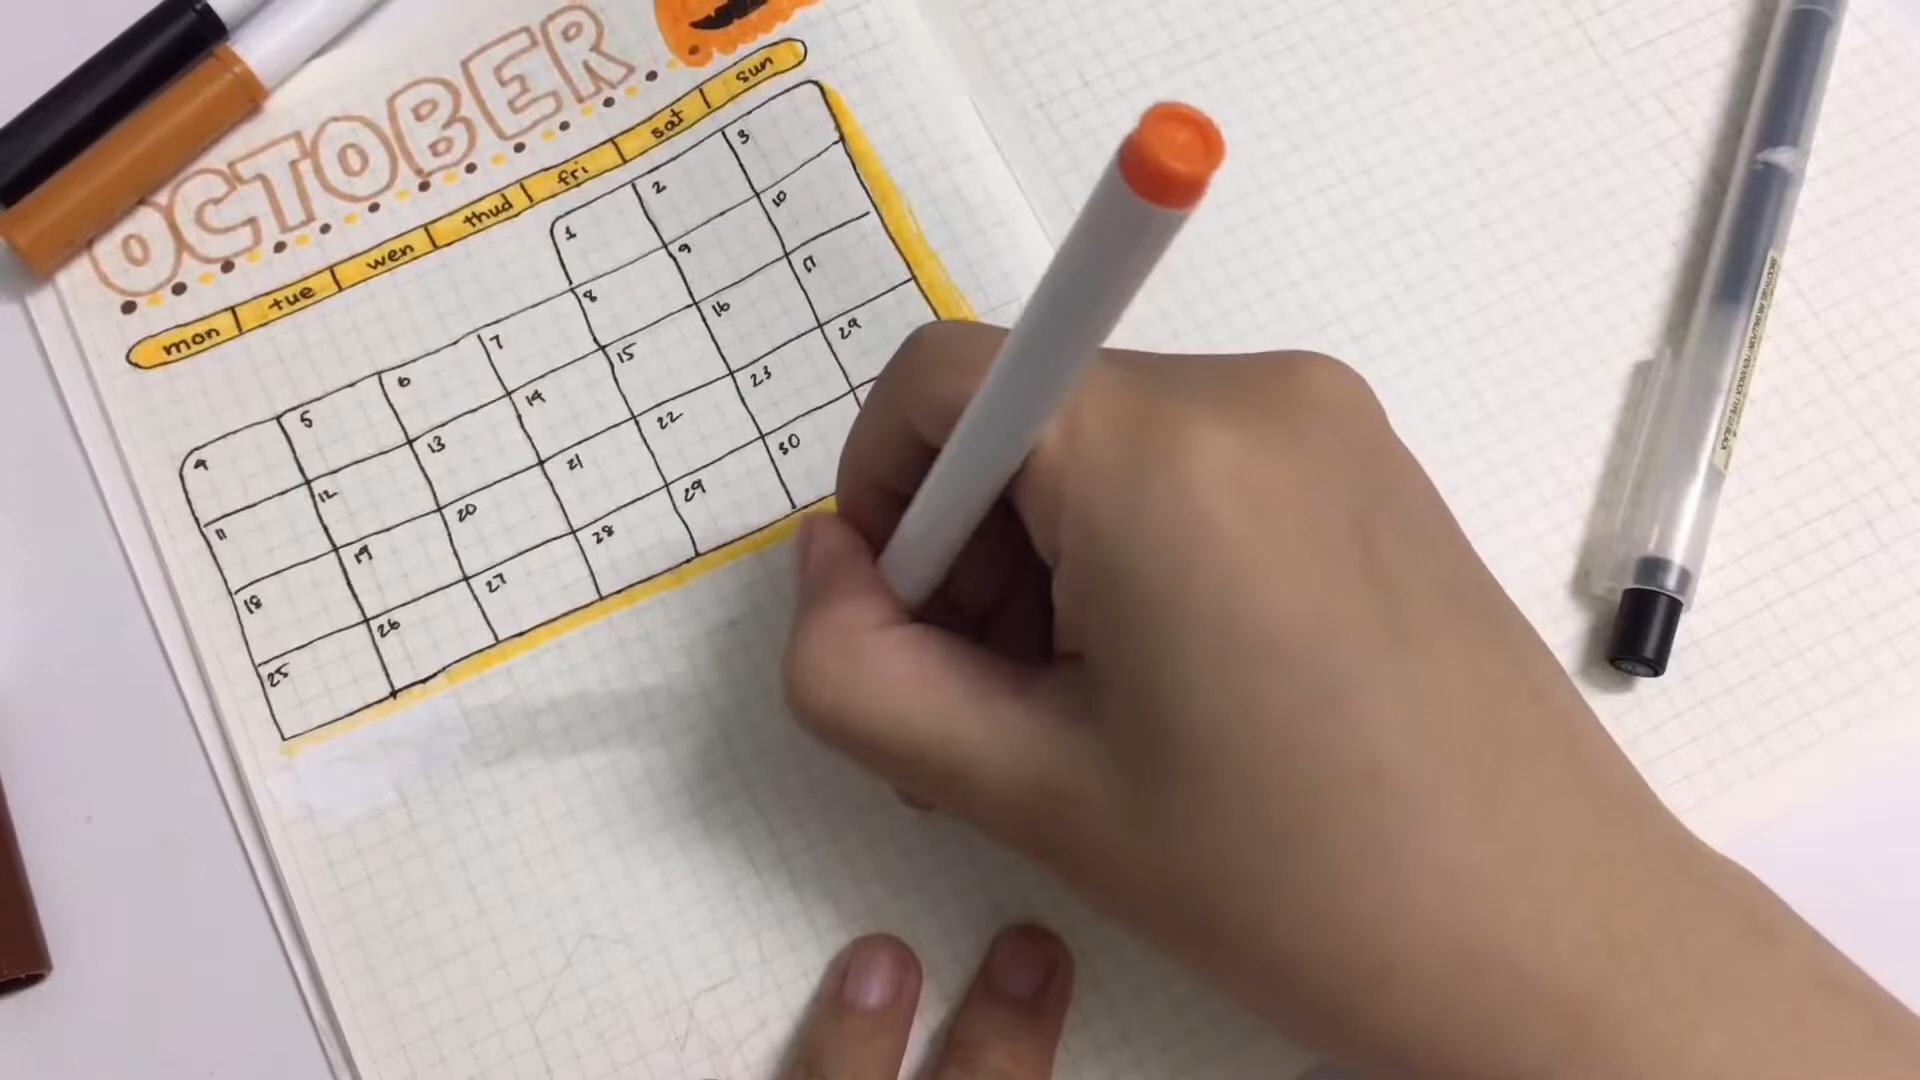 OCTOBER
mon tue wen thud fri sat sun
1 2 3
4 5 6 7 8 9 10
11 12 13 14 15 16 17
18 19 20 21 22 23 29
25 26 27 28 29 30